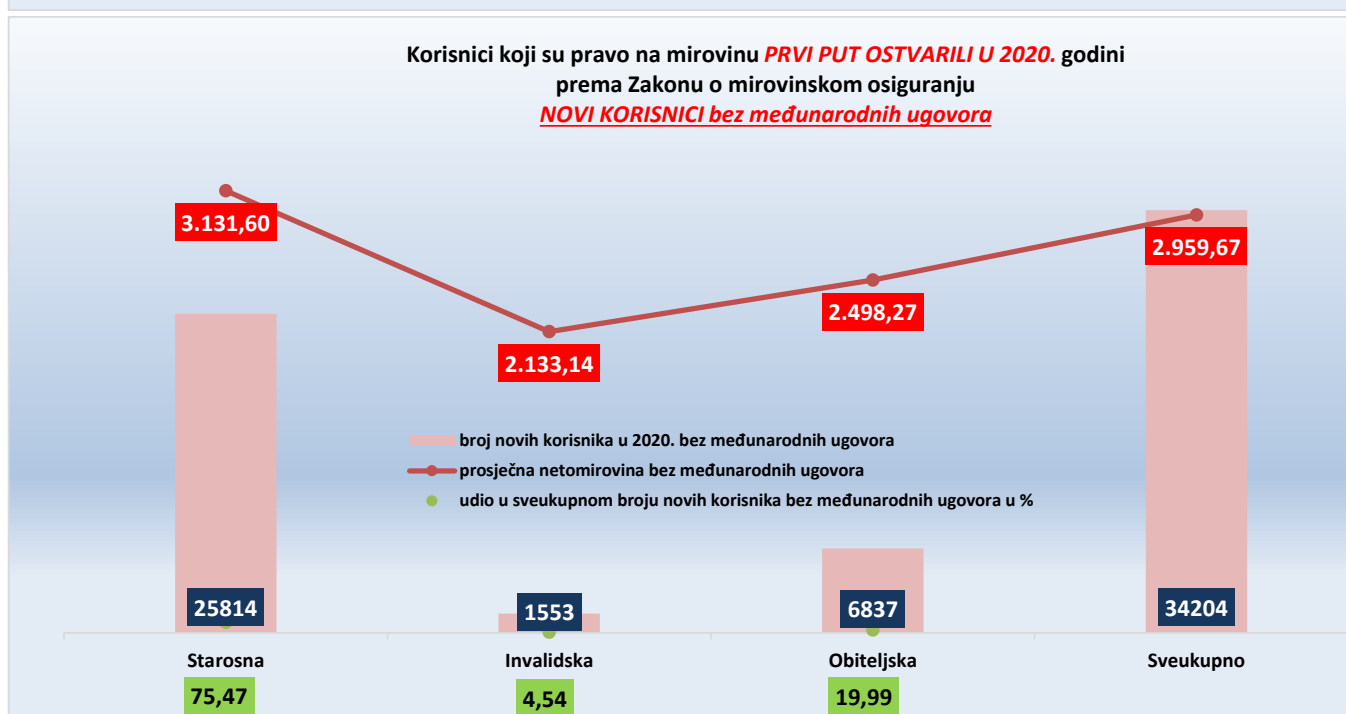 Korisnici koji su pravo na mirovinu PRVI PUT OSTVARILI U 2020. godini
prema Zakonu o mirovinskom osiguranju
NOVI KORISNICI bez međunarodnih ugovora
3.131,60
2.133,14
2.498,27
2.959,67
broj novih korisnika u 2020. bez međunarodnih ugovora
prosječna netomirovina bez međunarodnih ugovora
udio u sveukupnom broju novih korisnika bez međunarodnih ugovora u %
25814
1553
6837
34204
Starosna
Invalidska
Obiteljska
Sveukupno
75,47
4,54
19,99